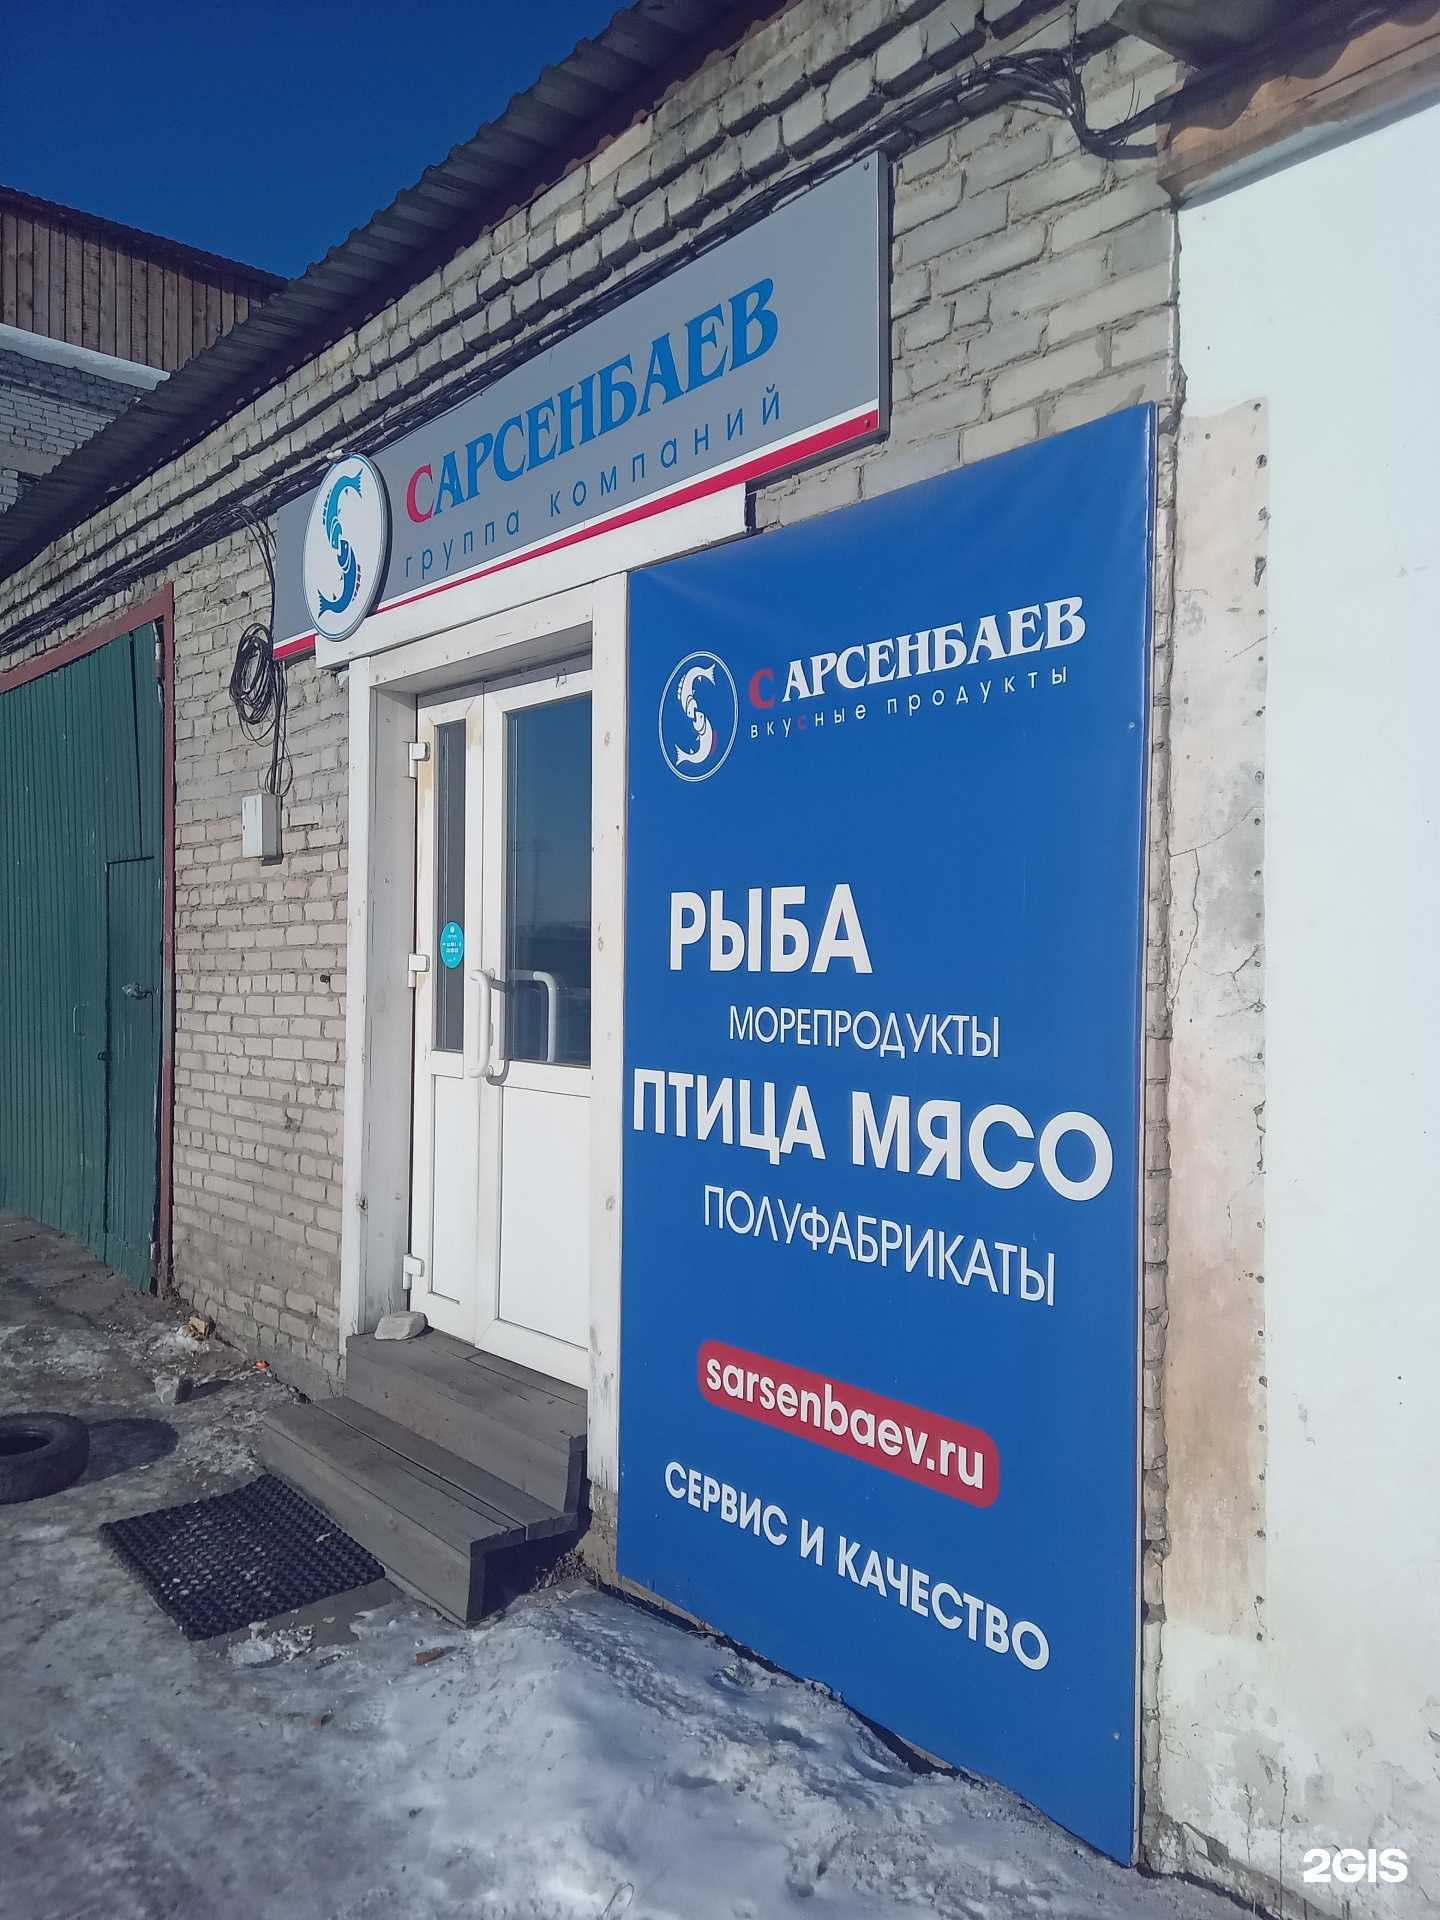 САРСЕНБАЕВ
группа компаний
САРСЕНБАЕВ
вкусные продукты
РЫБА
МОРЕПРОДУКТЫ
ПТИЦА МЯСО
ПОЛУФАБРИКАТЫ
sarsenbaev.ru
СЕРВИС И КАЧЕСТВО
2GIS